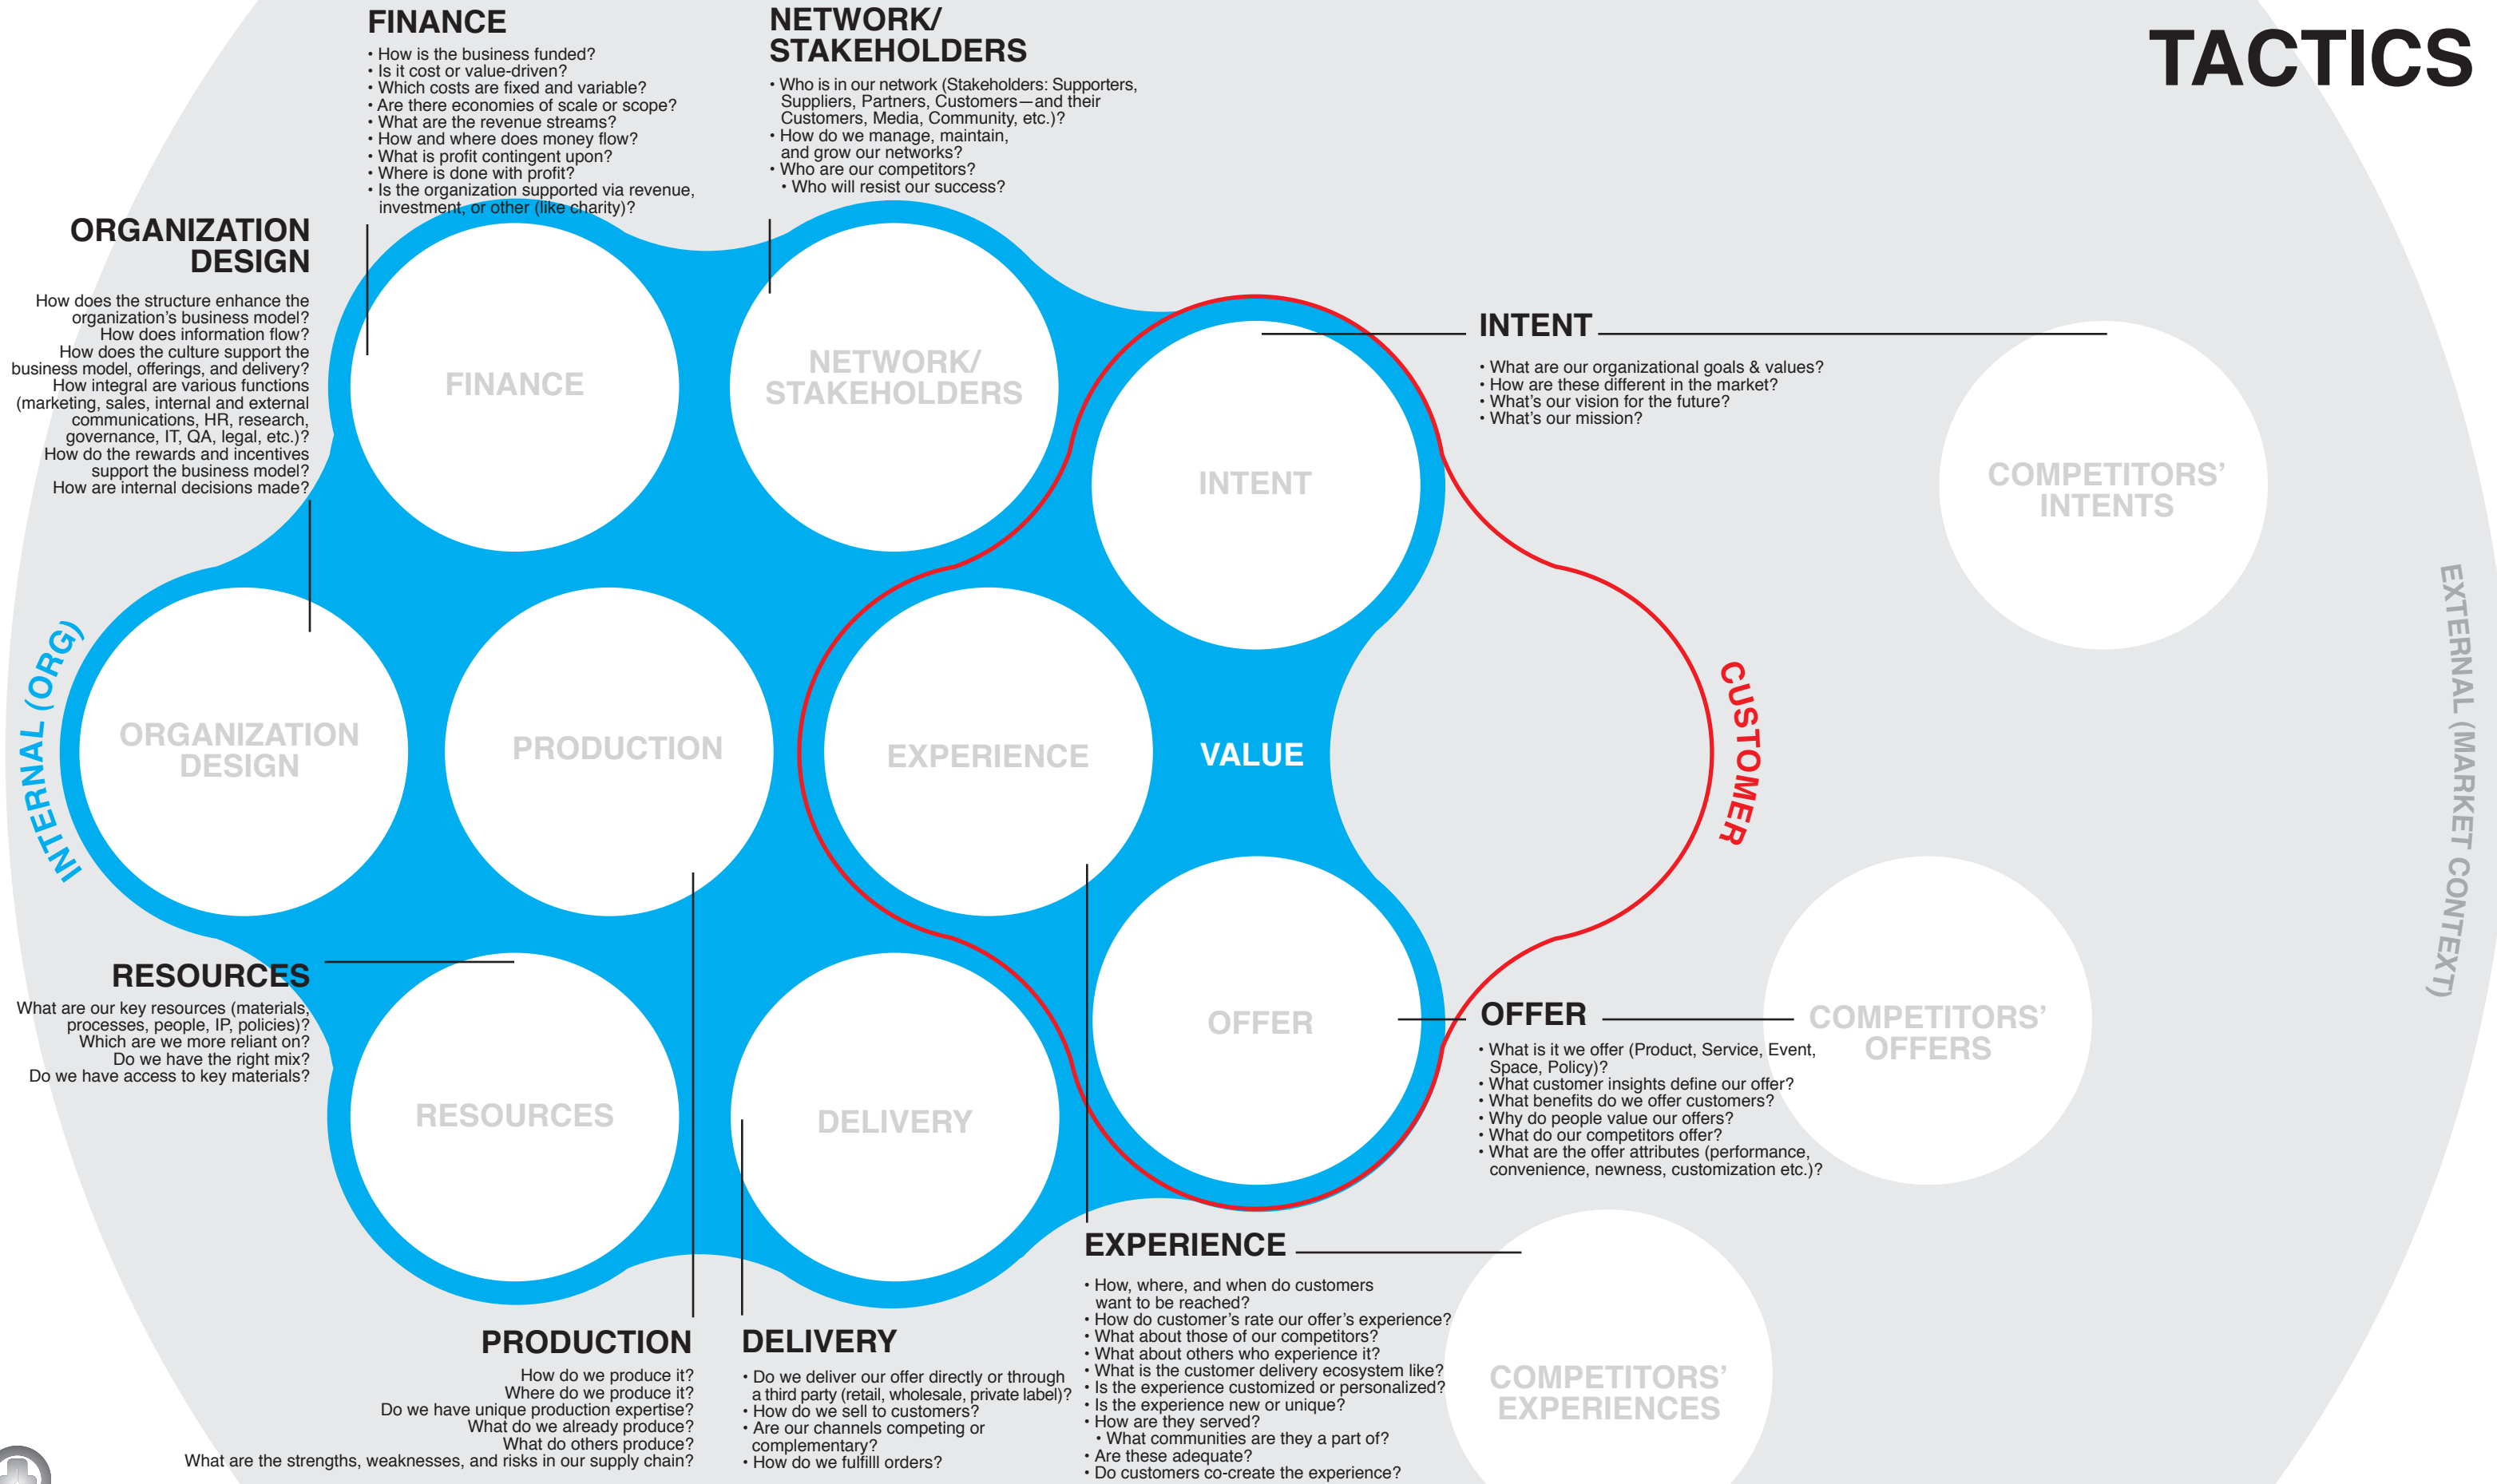 TACTICS
FINANCE
• How is the business funded?
• Is it cost or value-driven?
• Which costs are fixed and variable?
• Are there economies of scale or scope?
• What are the revenue streams?
• How and where does money flow?
• What is profit contingent upon?
• Where is done with profit?
• Is the organization supported via revenue,
investment, or other (like charity)?
NETWORK/
STAKEHOLDERS
• Who is in our network (Stakeholders: Supporters,
Suppliers, Partners, Customers—and their
Customers, Media, Community, etc.)?
• How do we manage, maintain,
and grow our networks?
• Who are our competitors?
• Who will resist our success?
ORGANIZATION
DESIGN
How does the structure enhance the
organization’s business model?
How does information flow?
How does the culture support the
business model, offerings, and delivery?
How integral are various functions
(marketing, sales, internal and external
communications, HR, research,
governance, IT, QA, legal, etc.)?
How do the rewards and incentives
support the business model?
How are internal decisions made?
INTENT
• What are our organizational goals & values?
• How are these different in the market?
• What’s our vision for the future?
• What’s our mission?
FINANCE
NETWORK/
STAKEHOLDERS
INTENT
COMPETITORS’
INTENTS
INTERNAL (ORG)
ORGANIZATION
DESIGN
PRODUCTION
EXPERIENCE
VALUE
CUSTOMER
EXTERNAL (MARKET CONTEXT)
RESOURCES
What are our key resources (materials,
processes, people, IP, policies)?
Which are we more reliant on?
Do we have the right mix?
Do we have access to key materials?
RESOURCES
DELIVERY
OFFER
OFFER
• What is it we offer (Product, Service, Event,
Space, Policy)?
• What customer insights define our offer?
• What benefits do we offer customers?
• Why do people value our offers?
• What do our competitors offer?
• What are the offer attributes (performance,
convenience, newness, customization etc.)?
COMPETITORS’
OFFERS
PRODUCTION
How do we produce it?
Where do we produce it?
Do we have unique production expertise?
What do we already produce?
What do others produce?
What are the strengths, weaknesses, and risks in our supply chain?
DELIVERY
• Do we deliver our offer directly or through
a third party (retail, wholesale, private label)?
• How do we sell to customers?
• Are our channels competing or
complementary?
• How do we fulfilll orders?
EXPERIENCE
• How, where, and when do customers
want to be reached?
• How do customer’s rate our offer’s experience?
• What about those of our competitors?
• What about others who experience it?
• What is the customer delivery ecosystem like?
• Is the experience customized or personalized?
• Is the experience new or unique?
• How are they served?
• What communities are they a part of?
• Are these adequate?
• Do customers co-create the experience?
COMPETITORS’
EXPERIENCES